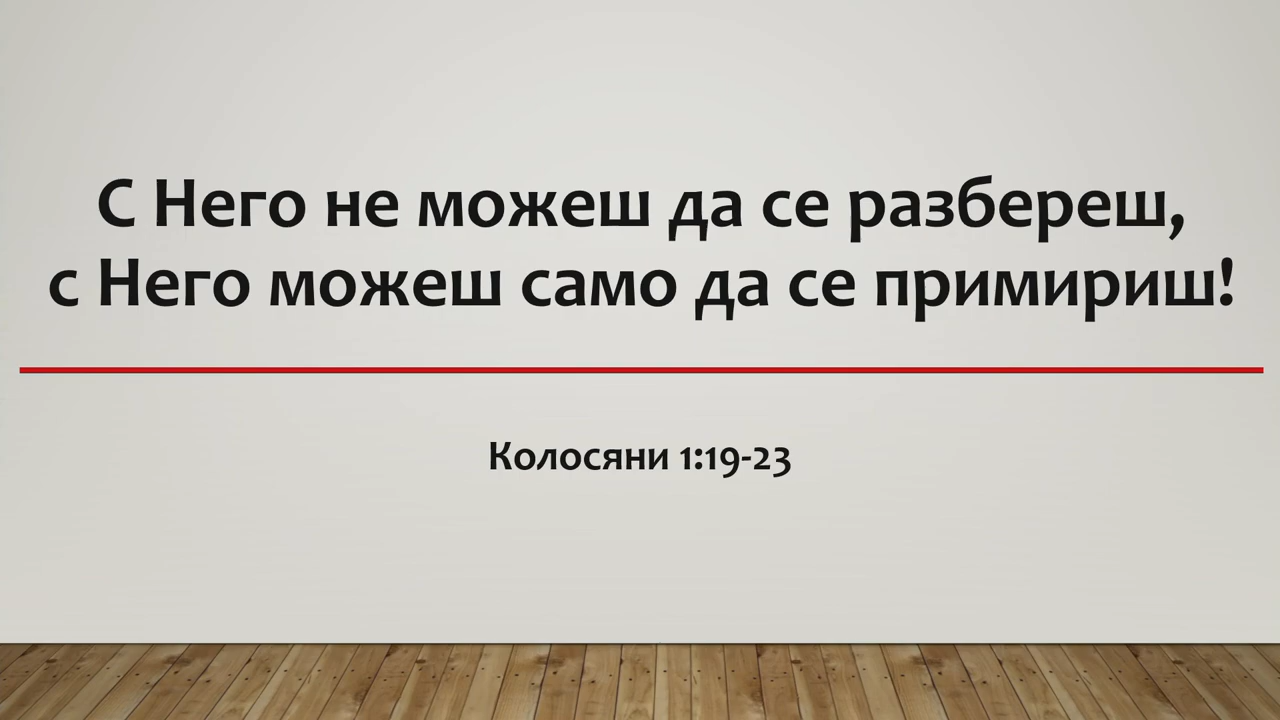 С Него не можеш да се разбереш,
с Него можеш само да се примириш!
Колосяни 1:19-23